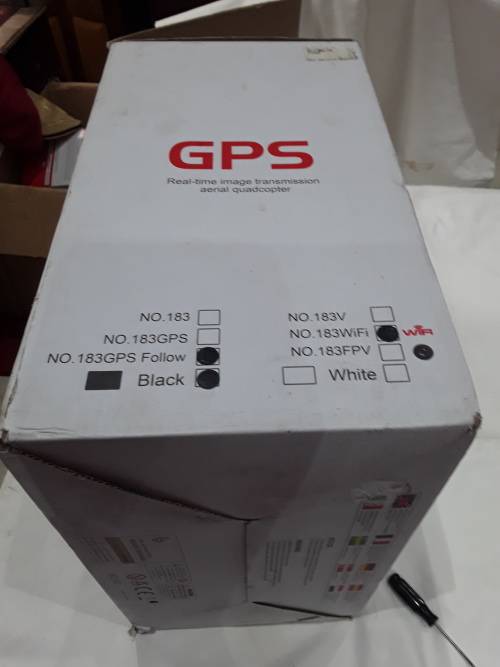 GPS
Real-time image transmission
aerial quadcopter
NO.183
NO.183GPS
NO.183GPS Follow
Black
NO.183V
NO.183WiFi WiFi
NO.183FPV
White